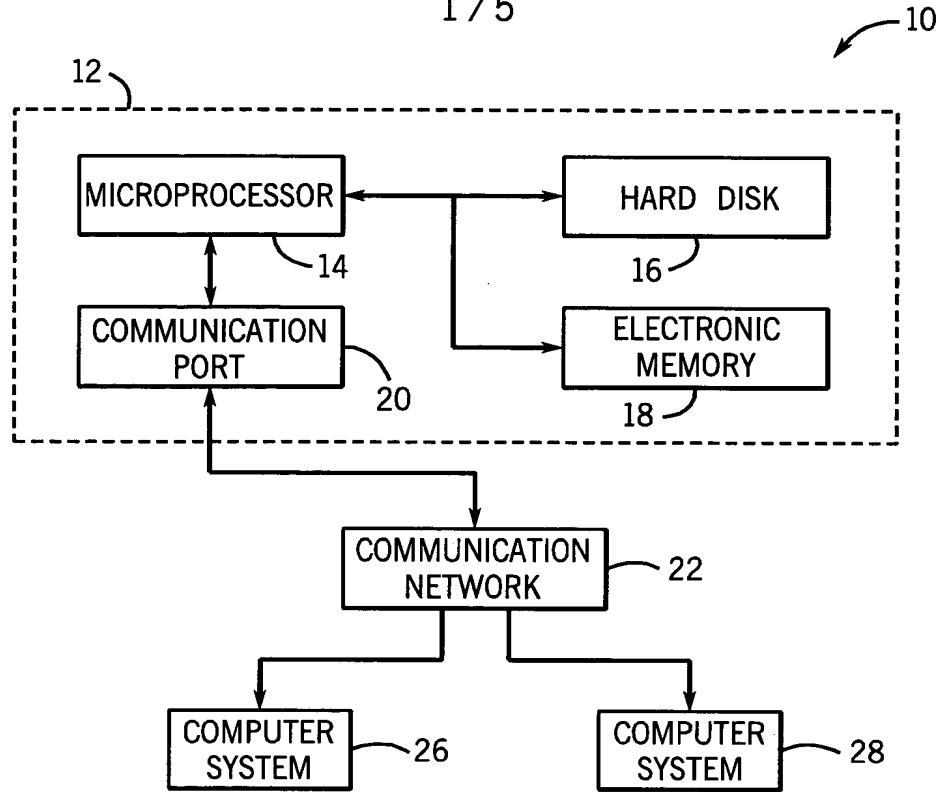 1/5
10
12
MICROPROCESSOR
14
HARD DISK
16
COMMUNICATION
PORT
20
ELECTRONIC
MEMORY
18
COMMUNICATION
NETWORK
22
COMPUTER
SYSTEM
26
COMPUTER
SYSTEM
28